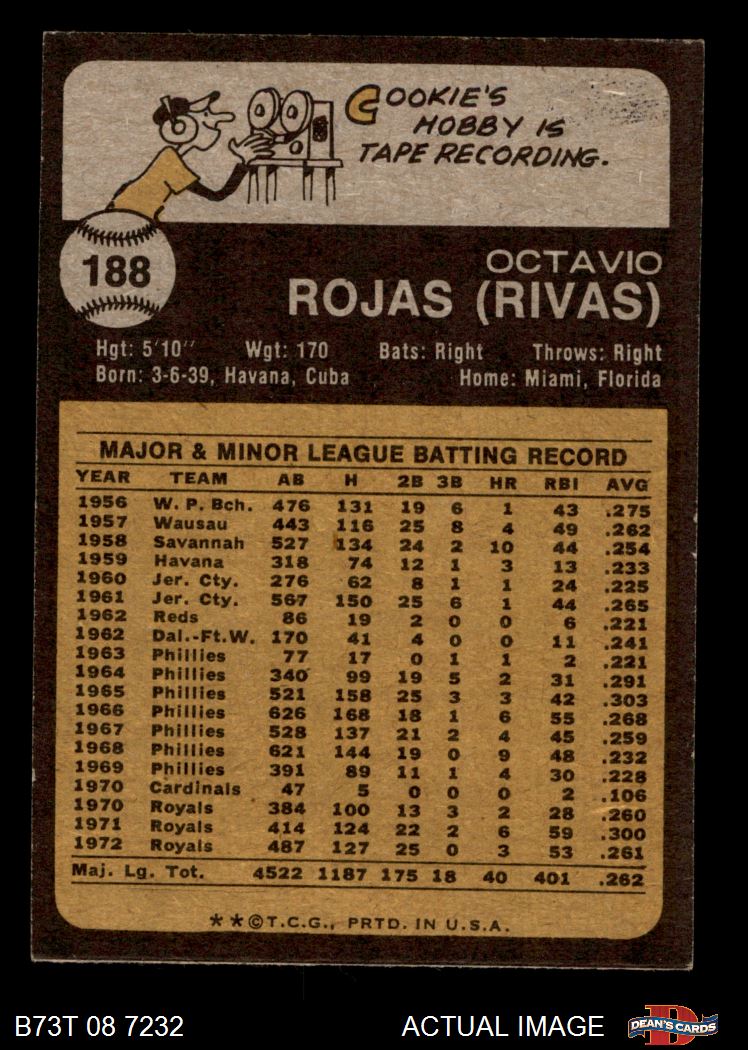 COOKIE'S
HOBBY IS
TAPE RECORDING.
188
OCTAVIO
ROJAS (RIVAS)
Hgt: 5'10" Wgt: 170 Bats: Right Throws: Right
Born: 3-6-39, Havana, Cuba Home: Miami, Florida
MAJOR & MINOR LEAGUE BATTING RECORD
YEAR TEAM AB H 2B 3B HR RBI AVG
1956 W. P. Bch. 476 131 19 6 1 43 .275
1957 Wausau 443 116 25 8 4 49 .262
1958 Savannah 527 134 24 2 10 44 .254
1959 Havana 318 74 12 1 3 13 .233
1960 Jer. Cty. 276 62 8 1 1 24 .225
1961 Jer. Cty. 567 150 25 6 1 44 .265
1962 Reds 86 19 2 0 0 6 .221
1962 Dal.-Ft.W. 170 41 4 0 0 11 .241
1963 Phillies 77 17 0 1 1 2 .221
1964 Phillies 340 99 19 5 2 31 .291
1965 Phillies 521 158 25 3 3 42 .303
1966 Phillies 626 168 18 1 6 55 .268
1967 Phillies 528 137 21 2 4 45 .259
1968 Phillies 621 144 19 0 9 48 .232
1969 Phillies 391 89 11 1 4 30 .228
1970 Cardinals 47 5 0 0 0 2 .106
1970 Royals 384 100 13 3 2 28 .260
1971 Royals 414 124 22 2 6 59 .300
1972 Royals 487 127 25 0 3 53 .261
Maj. Lg. Tot. 4522 1187 175 18 40 401 .262
**©T.C.G., PRTD. IN U.S.A.
B73T 08 7232 ACTUAL IMAGE D DEAN'S CARDS